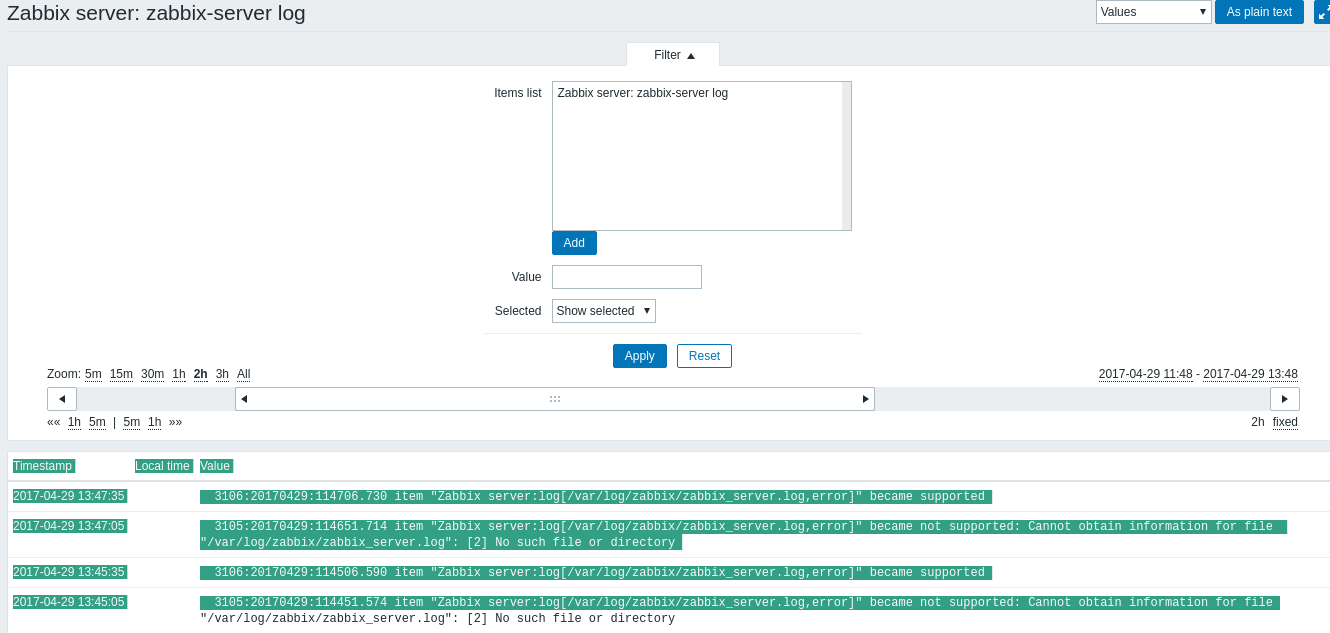 Zabbix server: zabbix-server log
Values
As plain text
Filter
Items list
Zabbix server: zabbix-server log
Add
Value
Selected
Show selected
Apply
Reset
Zoom: 5m 15m 30m 1h 2h 3h All
2017-04-29 11:48 - 2017-04-29 13:48
«« 1h 5m | 5m 1h »»
2h fixed
Timestamp Local time Value
2017-04-29 13:47:35 3106:20170429:114706.730 item "Zabbix server:log[/var/log/zabbix/zabbix_server.log,error]" became supported
2017-04-29 13:47:05 3105:20170429:114651.714 item "Zabbix server:log[/var/log/zabbix/zabbix_server.log,error]" became not supported: Cannot obtain information for file
"/var/log/zabbix/zabbix_server.log": [2] No such file or directory
2017-04-29 13:45:35 3106:20170429:114506.590 item "Zabbix server:log[/var/log/zabbix/zabbix_server.log,error]" became supported
2017-04-29 13:45:05 3105:20170429:114451.574 item "Zabbix server:log[/var/log/zabbix/zabbix_server.log,error]" became not supported: Cannot obtain information for file
"/var/log/zabbix/zabbix_server.log": [2] No such file or directory